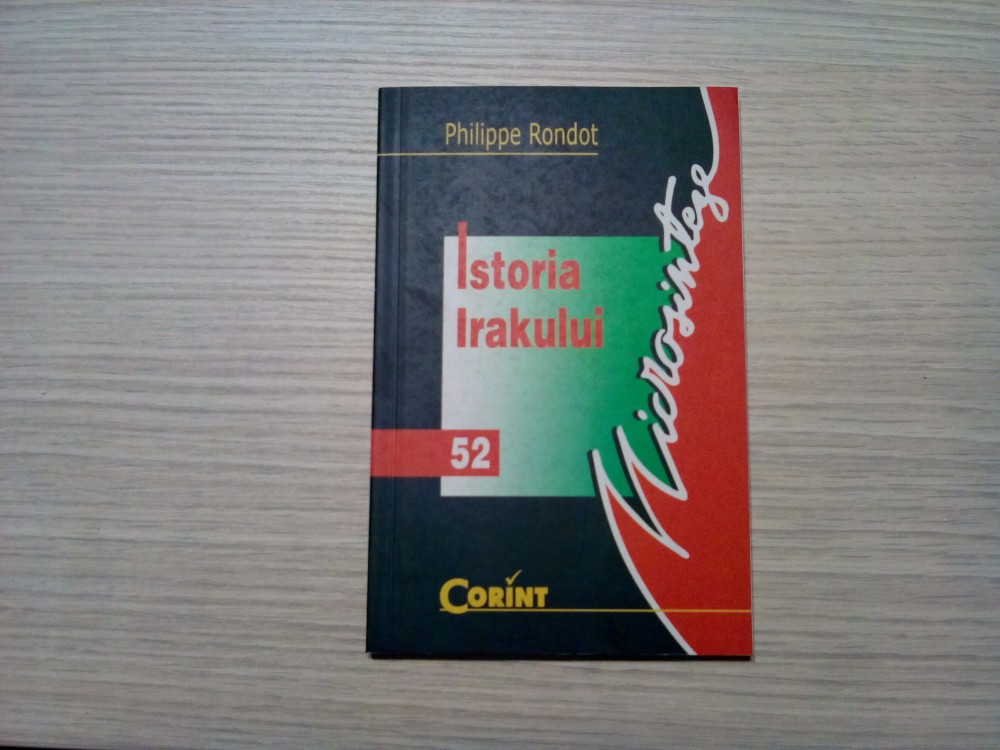 Philippe Rondot
Istoria
Irakului
Microsinteze
52
CORINT